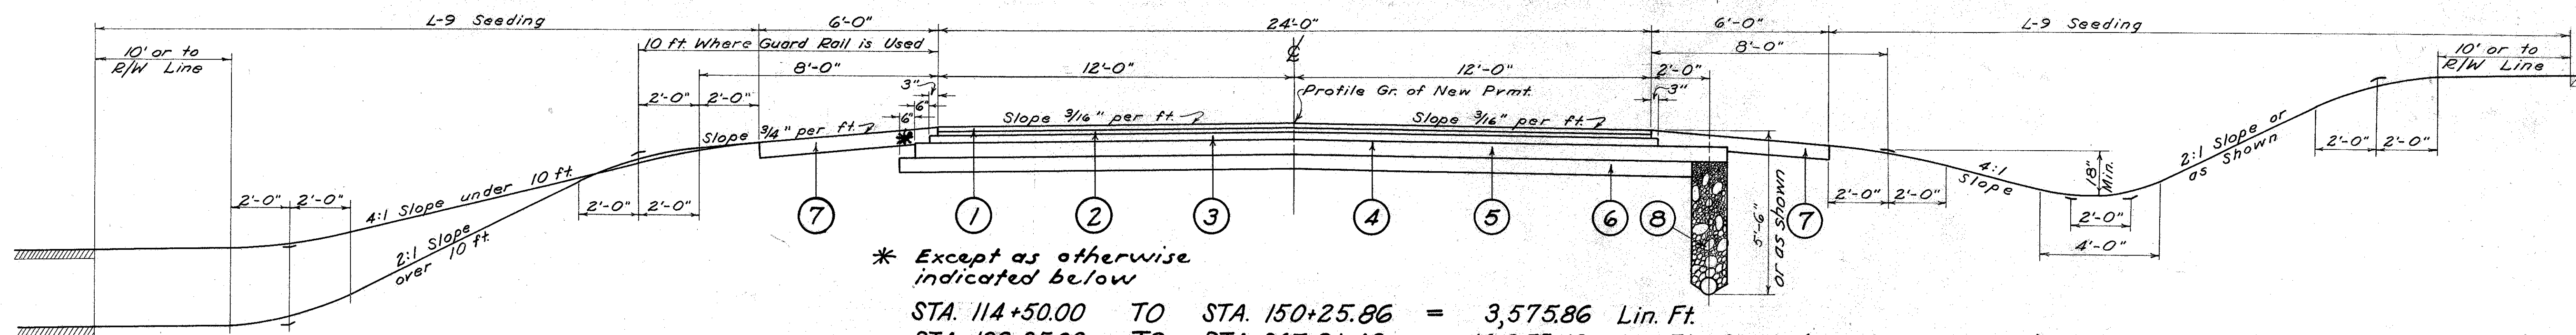 L-9 Seeding 6'-0" 24'-0" 6'-0" L-9 Seeding
10' or to R/W Line
10 ft. Where Guard Rail is Used
℄
8'-0"
10' or to R/W Line
8'-0" 12'-0" 12'-0" 2'-0"
3" 3"
2'-0" 2'-0" 6" Profile Gr. of New Pvmt.
6"
Slope 3/4" per ft. Slope 3/16" per ft. Slope 3/16" per ft.
*
2:1 Slope or as Shown
2'-0" 2'-0"
18" Min.
4:1 Slope
2'-0" 2'-0"
4:1 Slope under 10 ft.
2'-0" 2'-0"
2:1 Slope over 10 ft.
7 1 2 3 4 5 6 8 7
5'-6" or as shown
2'-0" 2'-0"
2'-0"
4'-0"
* Except as otherwise
indicated below
STA. 114+50.00 TO STA. 150+25.86 = 3,575.86 Lin. Ft.